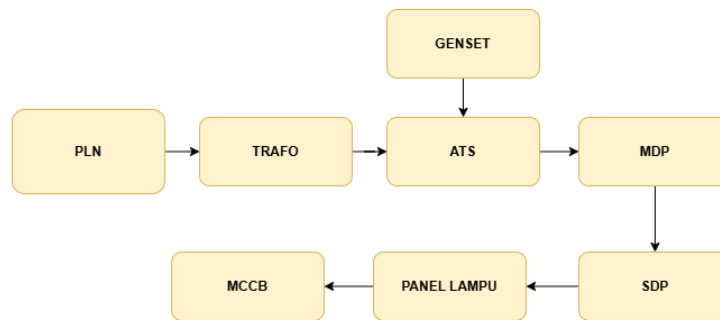 GENSET
PLN
TRAFO
ATS
MDP
MCCB
PANEL LAMPU
SDP